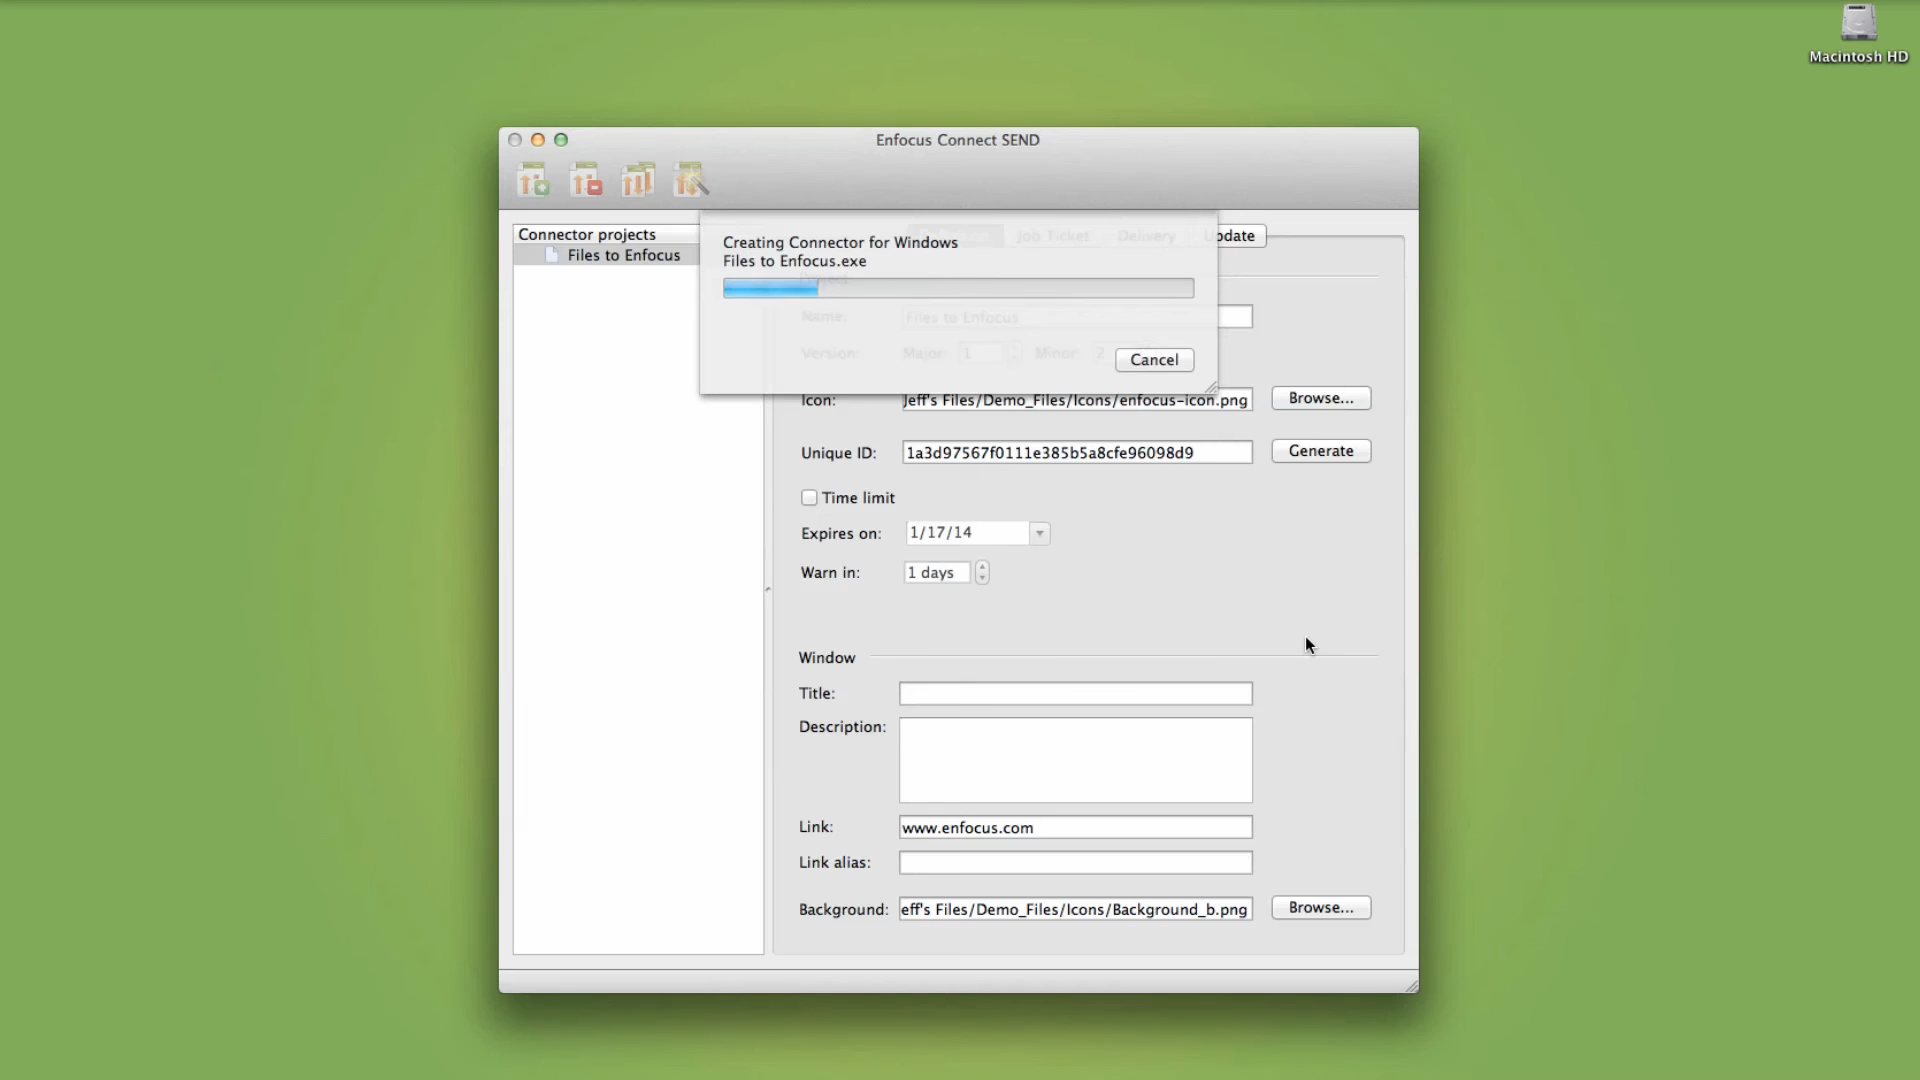 Macintosh HD
Enfocus Connect SEND
Connector projects
Files to Enfocus
Creating Connector for Windows
Files to Enfocus.exe
Job Ticket
Delivery
Update
Name:
Files to Enfocus
Version:
Major:
1
Minor:
2
Cancel
Icon:
Jeff's Files/Demo_Files/Icons/enfocus-icon.png
Browse...
Unique ID:
1a3d97567f0111e385b5a8cfe96098d9
Generate
Time limit
Expires on:
1/17/14
Warn in:
1 days
Window
Title:
Description:
Link:
www.enfocus.com
Link alias:
Background:
eff's Files/Demo_Files/Icons/Background_b.png
Browse...